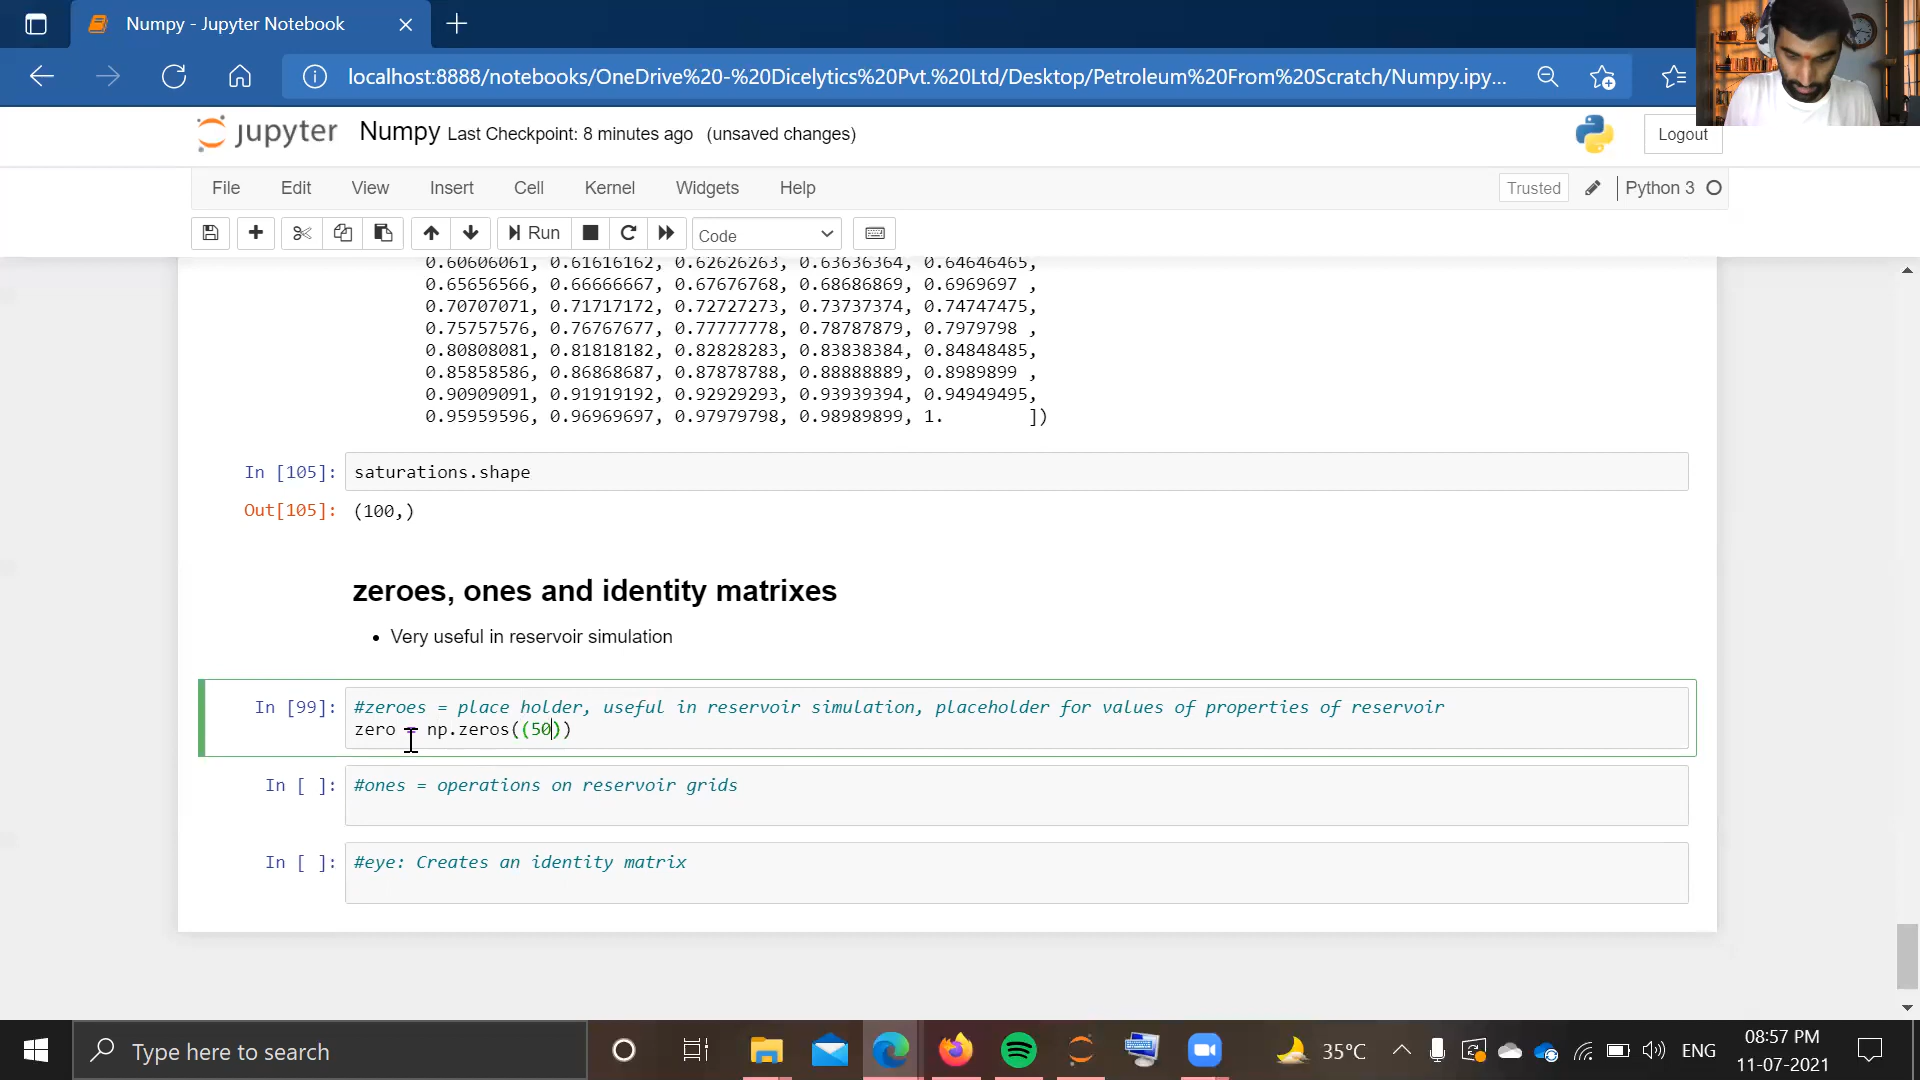 Numpy - Jupyter Notebook
localhost:8888/notebooks/OneDrive%20-%20Dicelytics%20Pvt.%20Ltd/Desktop/Petroleum%20From%20Scratch/Numpy.ipy...
jupyter Numpy Last Checkpoint: 8 minutes ago (unsaved changes)
Logout
File Edit View Insert Cell Kernel Widgets Help Trusted Python 3
Run Code
0.60606061, 0.61616162, 0.62626263, 0.63636364, 0.64646465,
0.65656566, 0.66666667, 0.67676768, 0.68686869, 0.6969697 ,
0.70707071, 0.71717172, 0.72727273, 0.73737374, 0.74747475,
0.75757576, 0.76767677, 0.77777778, 0.78787879, 0.7979798 ,
0.80808081, 0.81818182, 0.82828283, 0.83838384, 0.84848485,
0.85858586, 0.86868687, 0.87878788, 0.88888889, 0.8989899 ,
0.90909091, 0.91919192, 0.92929293, 0.93939394, 0.94949495,
0.95959596, 0.96969697, 0.97979798, 0.98989899, 1. ])
In [105]: saturations.shape
Out[105]: (100,)
zeroes, ones and identity matrixes
• Very useful in reservoir simulation
In [99]: #zeroes = place holder, useful in reservoir simulation, placeholder for values of properties of reservoir
zero = np.zeros((50))
In [ ]: #ones = operations on reservoir grids
In [ ]: #eye: Creates an identity matrix
Type here to search
35°C
ENG
08:57 PM
11-07-2021